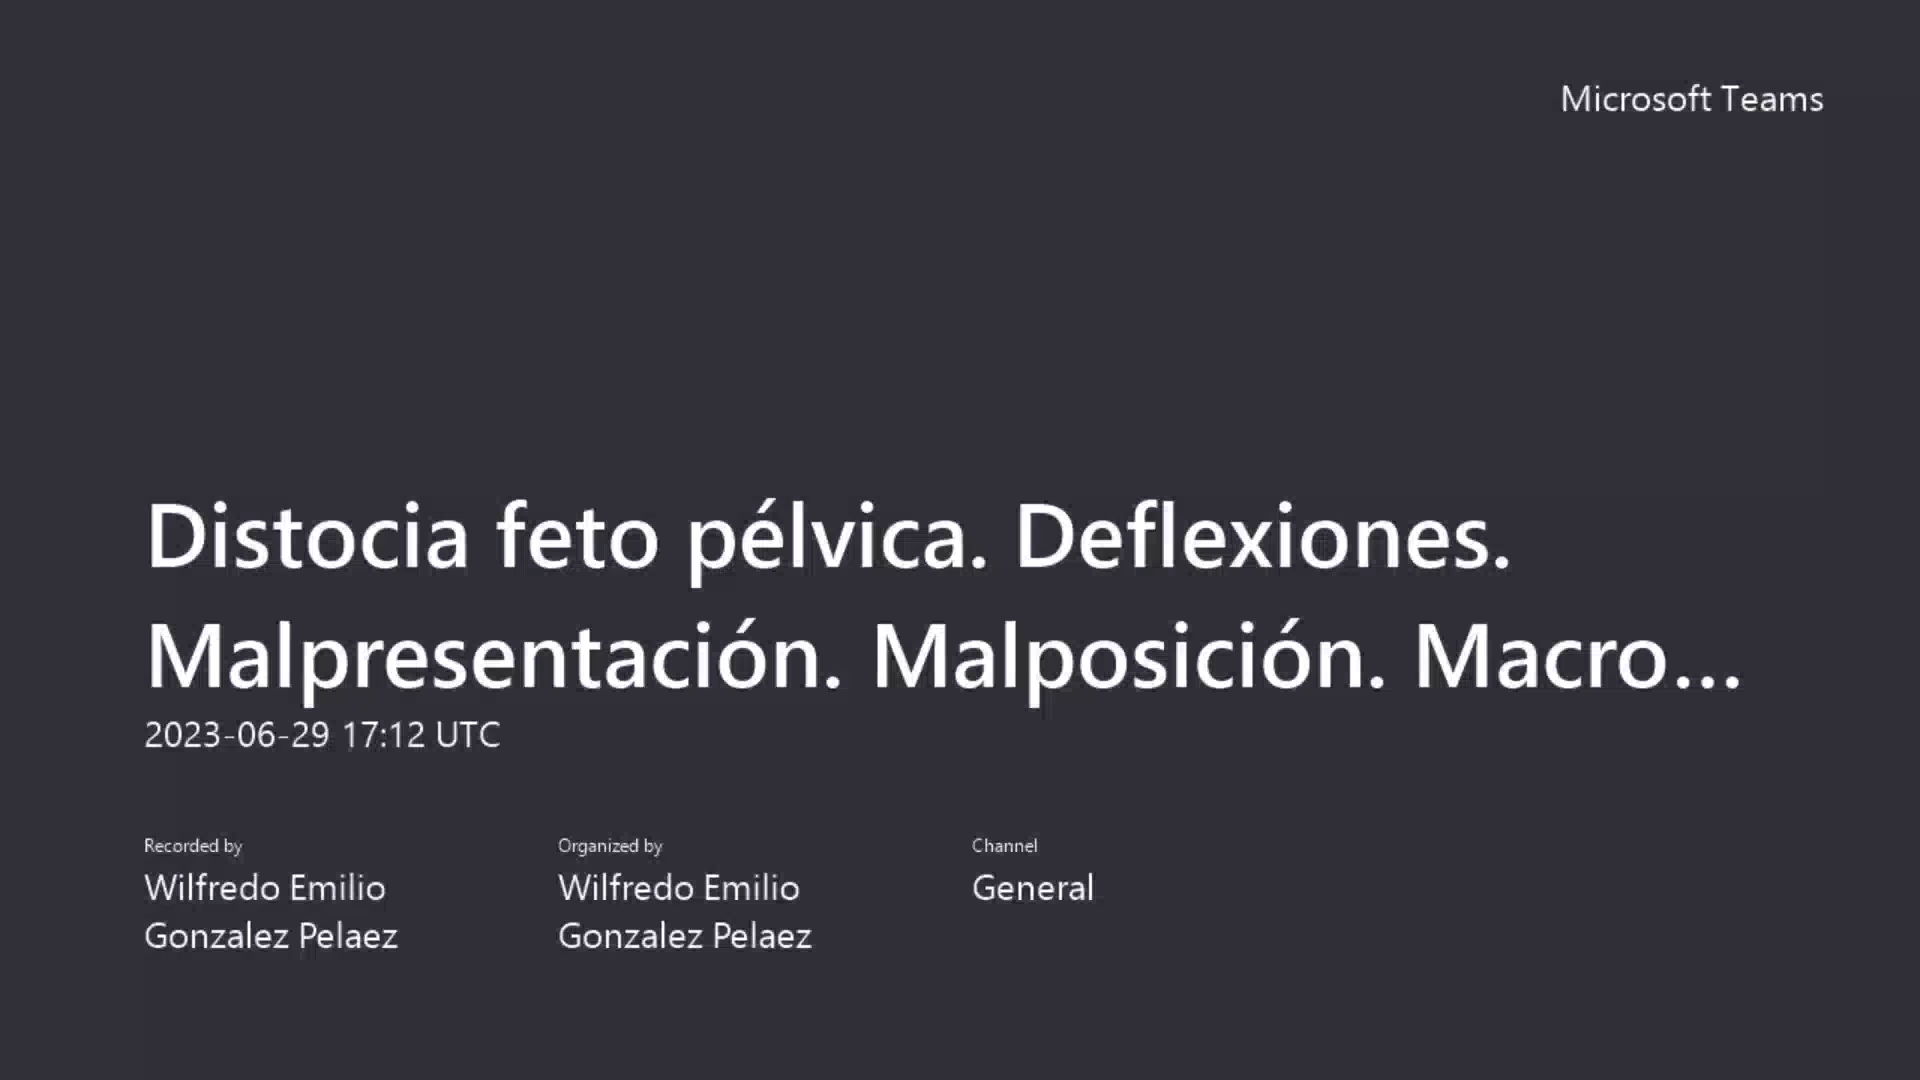 Microsoft Teams
Distocia feto pélvica. Deflexiones.
Malpresentación. Malposición. Macro...
2023-06-29 17:12 UTC
Recorded by
Wilfredo Emilio
Gonzalez Pelaez
Organized by
Wilfredo Emilio
Gonzalez Pelaez
Channel
General